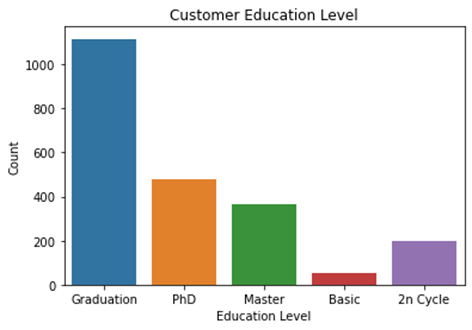 Customer Education Level
1000
800
600
400
200
0
Count
Graduation PhD Master Basic 2n Cycle
Education Level